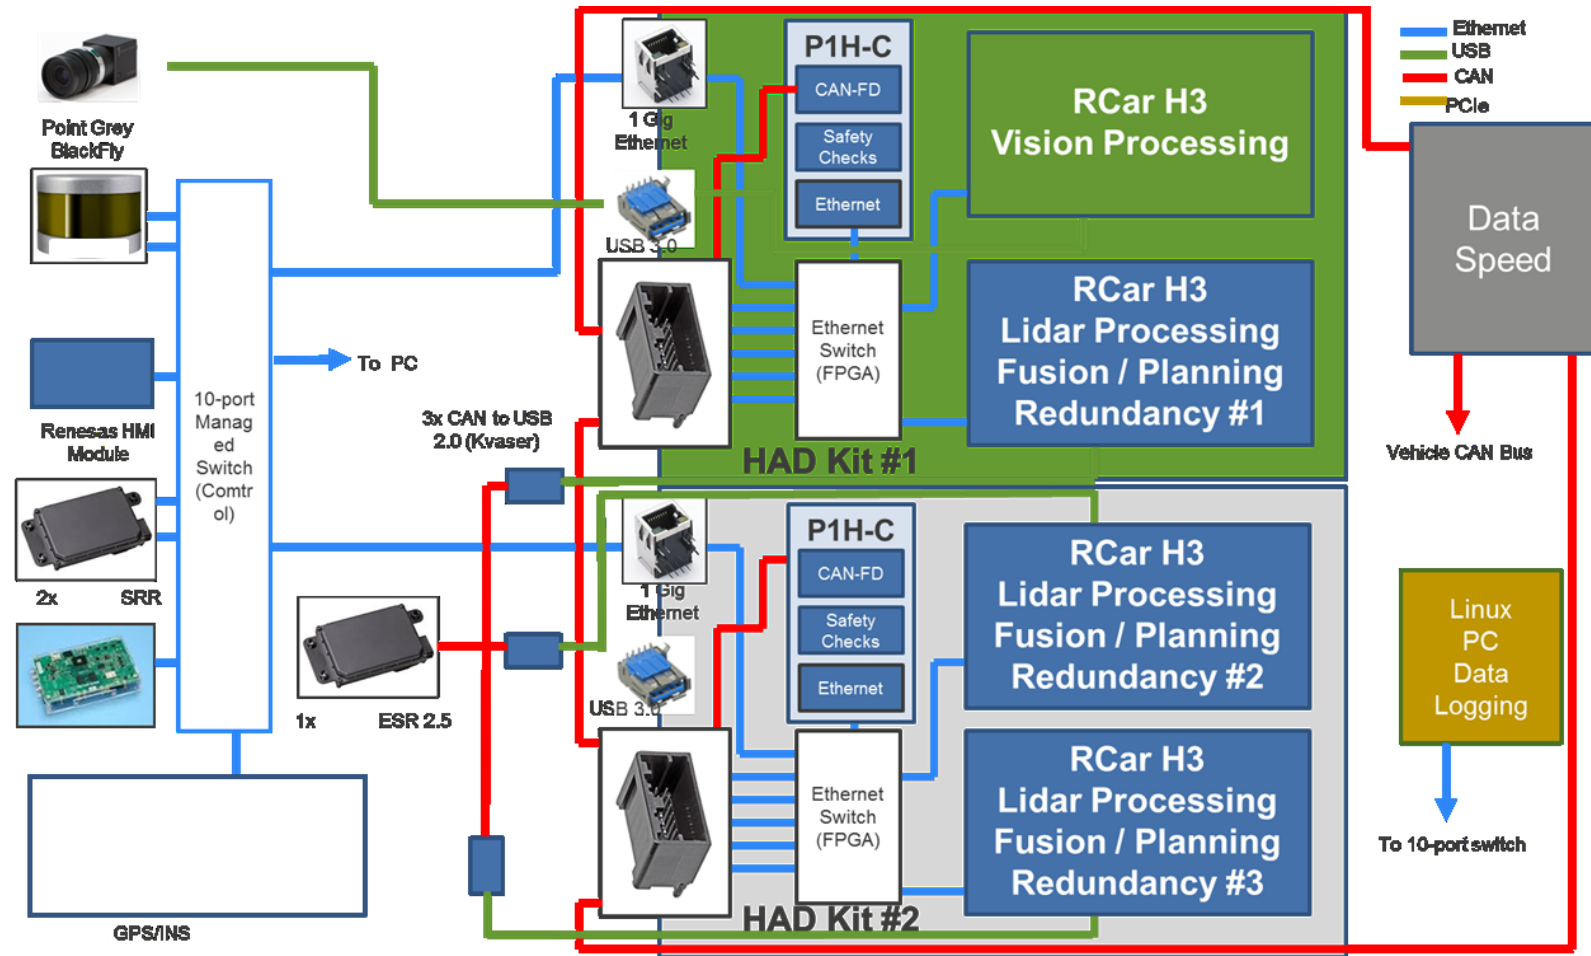 Point Grey
BlackFly
Renesas HMI
Module
2x SRR
10-port
Manag
ed
Switch
(Comtr
ol)
GPS/INS
To PC
3x CAN to USB
2.0 (Kvaser)
1x ESR 2.5
1 Gig
Ethernet
USB 3.0
P1H-C
CAN-FD
Safety
Checks
Ethernet
Ethernet
Switch
(FPGA)
RCar H3
Vision Processing
RCar H3
Lidar Processing
Fusion / Planning
Redundancy #1
HAD Kit #1
1 Gig
Ethernet
USB 3.0
P1H-C
CAN-FD
Safety
Checks
Ethernet
Ethernet
Switch
(FPGA)
RCar H3
Lidar Processing
Fusion / Planning
Redundancy #2
RCar H3
Lidar Processing
Fusion / Planning
Redundancy #3
HAD Kit #2
Ethernet
USB
CAN
PCIe
Data
Speed
Vehicle CAN Bus
Linux
PC
Data
Logging
To 10-port switch